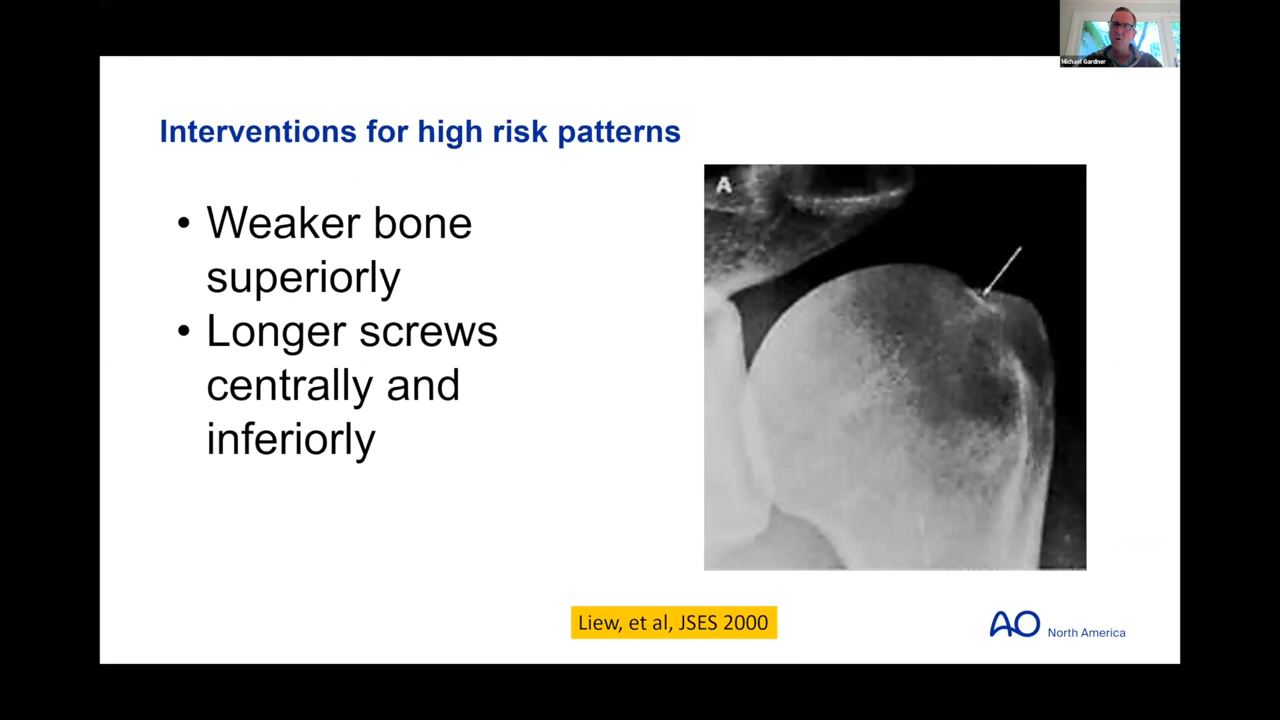 Michael Gardner
Interventions for high risk patterns
A
• Weaker bone
superiorly
• Longer screws
centrally and
inferiorly
Liew, et al, JSES 2000
AO North America